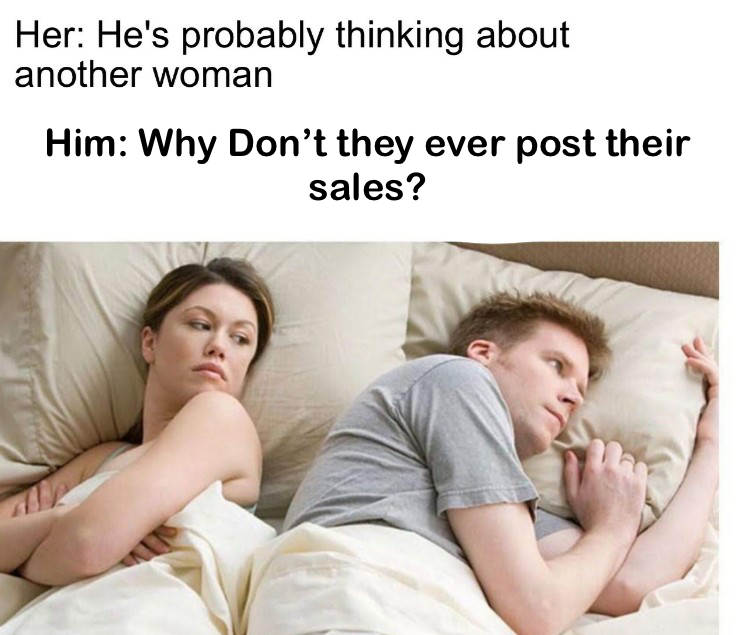 Her: He's probably thinking about
another woman
Him: Why Don’t they ever post their
sales?